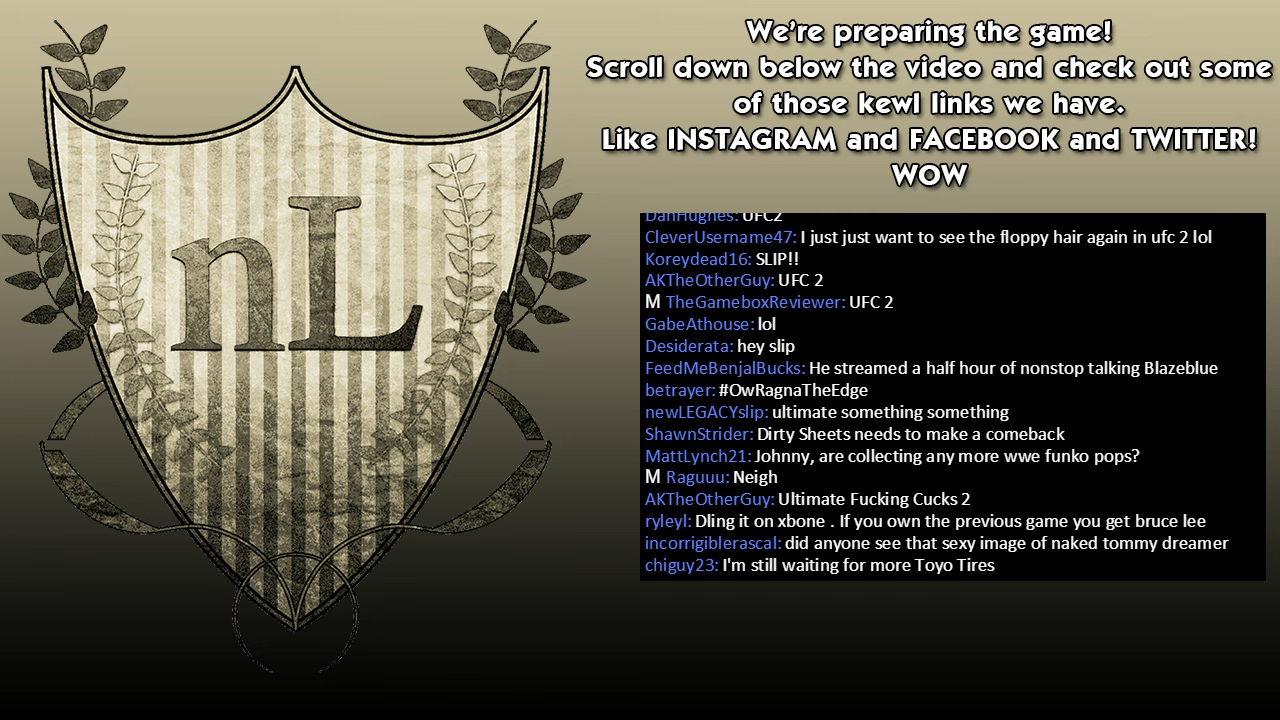 We're preparing the game!
Scroll down below the video and check out some
of those kewl links we have.
Like INSTAGRAM and FACEBOOK and TWITTER!
WOW
nL
DanHughes: UFC2
CleverUsername47: I just just want to see the floppy hair again in ufc 2 lol
Koreydead16: SLIP!!
AKTheOtherGuy: UFC 2
M TheGameboxReviewer: UFC 2
GabeAthouse: lol
Desiderata: hey slip
FeedMeBenjalBucks: He streamed a half hour of nonstop talking Blazeblue
betrayer: #OwRagnaTheEdge
newLEGACYslip: ultimate something something
ShawnStrider: Dirty Sheets needs to make a comeback
MattLynch21: Johnny, are collecting any more wwe funko pops?
M Raguuu: Neigh
AKTheOtherGuy: Ultimate Fucking Cucks 2
ryleyl: Dling it on xbone . If you own the previous game you get bruce lee
incorrigiblerascal: did anyone see that sexy image of naked tommy dreamer
chiguy23: I'm still waiting for more Toyo Tires